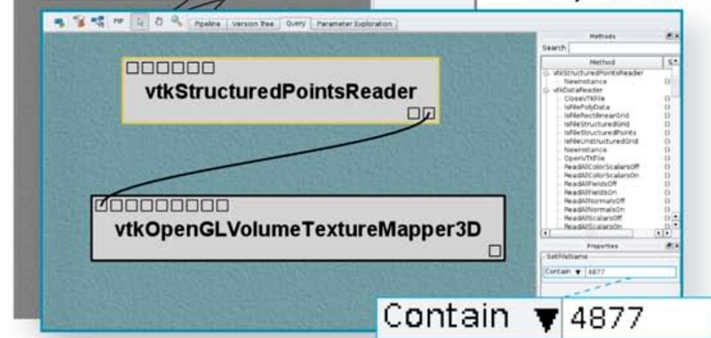 PIP Pipeline Version Tree Query Parameter Exploration
Methods
Search
Method S
vtkStructuredPointsReader
NewInstance ()
vtkDataReader
CloseVTKFile ()
IsFilePolyData ()
IsFileRectilinearGrid ()
IsFileStructuredGrid ()
IsFileStructuredPoints ()
IsFileUnstructuredGrid ()
NewInstance ()
OpenVTKFile ()
ReadAllColorScalarsOff ()
ReadAllColorScalarsOn ()
ReadAllFieldsOff ()
ReadAllFieldsOn ()
ReadAllNormalsOff ()
ReadAllNormalsOn ()
ReadAllScalarsOff ()
ReadAllScalarsOn ()
vtkStructuredPointsReader
vtkOpenGLVolumeTextureMapper3D
Properties
SetFileName
Contain 4877
Contain 4877